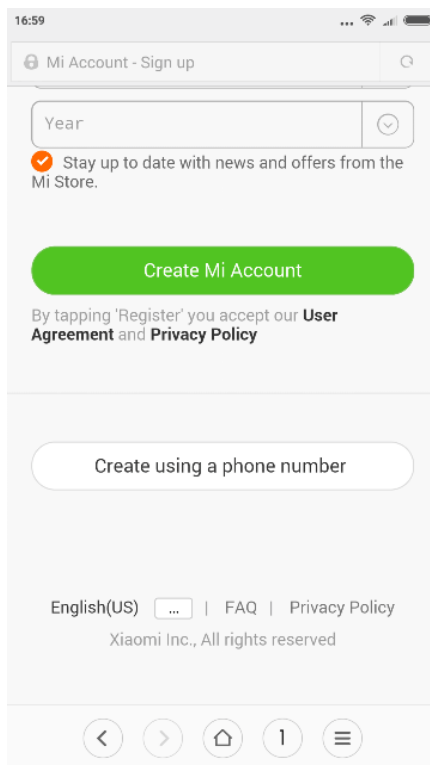 16:59
...
Mi Account - Sign up
Year
Stay up to date with news and offers from the
Mi Store.
Create Mi Account
By tapping 'Register' you accept our User
Agreement and Privacy Policy
Create using a phone number
English(US) ... | FAQ | Privacy Policy
Xiaomi Inc., All rights reserved
1